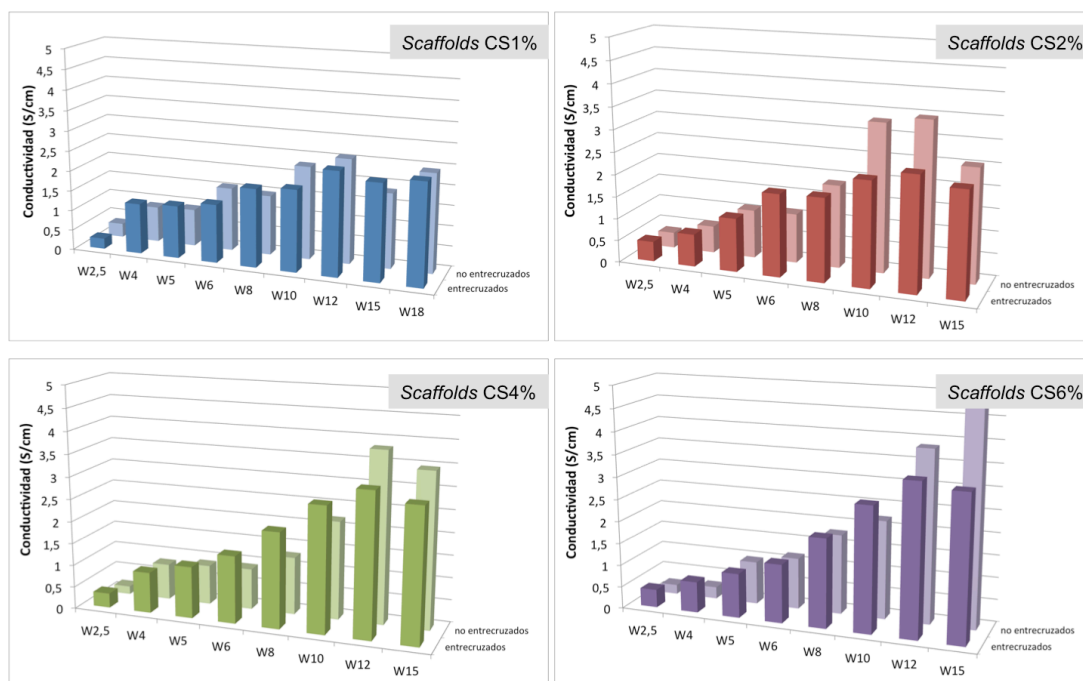 Scaffolds CS1%
Conductividad (S/cm)
5
4,5
4
3,5
3
2,5
2
1,5
1
0,5
0
W2,5
W4
W5
W6
W8
W10
W12
W15
W18
no entrecruzados
entrecruzados
Scaffolds CS2%
Conductividad (S/cm)
5
4,5
4
3,5
3
2,5
2
1,5
1
0,5
0
W2,5
W4
W5
W6
W8
W10
W12
W15
no entrecruzados
entrecruzados
Scaffolds CS4%
Conductividad (S/cm)
5
4,5
4
3,5
3
2,5
2
1,5
1
0,5
0
W2,5
W4
W5
W6
W8
W10
W12
W15
no entrecruzados
entrecruzados
Scaffolds CS6%
Conductividad (S/cm)
5
4,5
4
3,5
3
2,5
2
1,5
1
0,5
0
W2,5
W4
W5
W6
W8
W10
W12
W15
no entrecruzados
entrecruzados